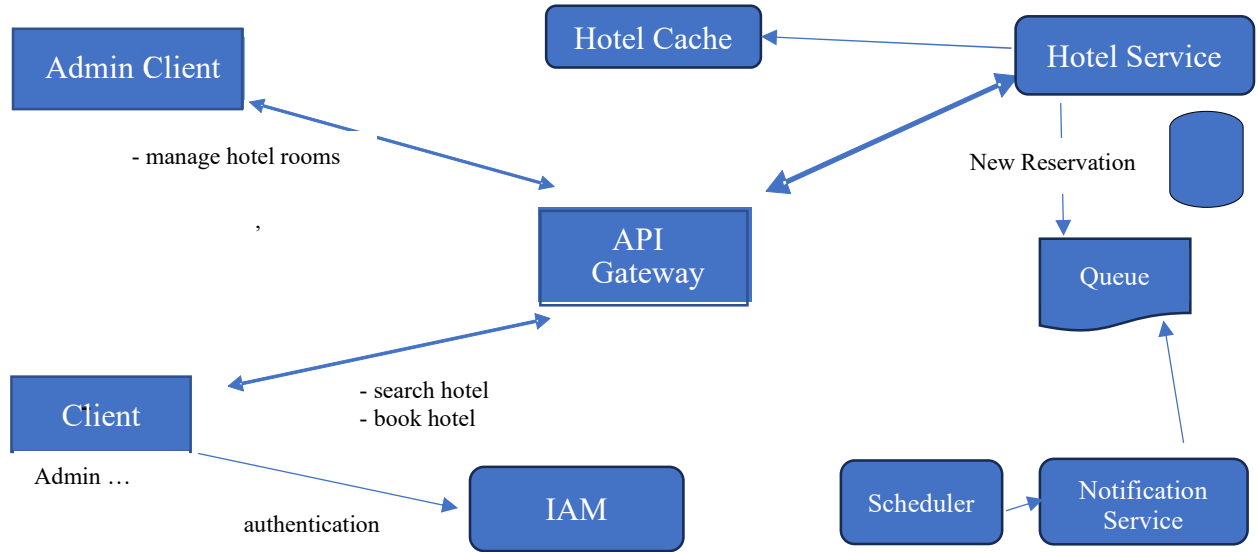 Admin Client
Hotel Cache
Hotel Service
- manage hotel rooms
New Reservation
,
API
Gateway
Queue
Client
- search hotel
- book hotel
Admin …
authentication
IAM
Scheduler
Notification
Service